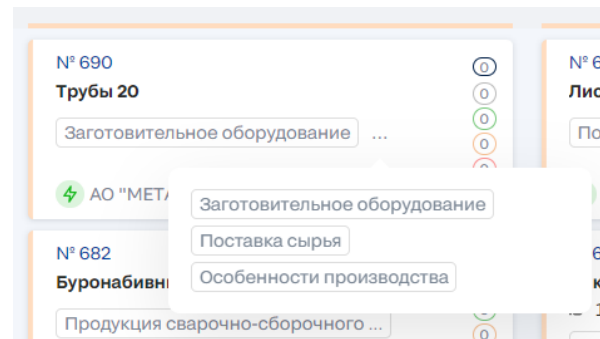 № 690
0
Трубы 20
0
Заготовительное оборудование ...
0
0
АО "МЕТА
Заготовительное оборудование
Поставка сырья
Особенности производства
№ 682
Буронабивн
Продукция сварочно-сборочного ...
0
№ 6
Лис
По
6